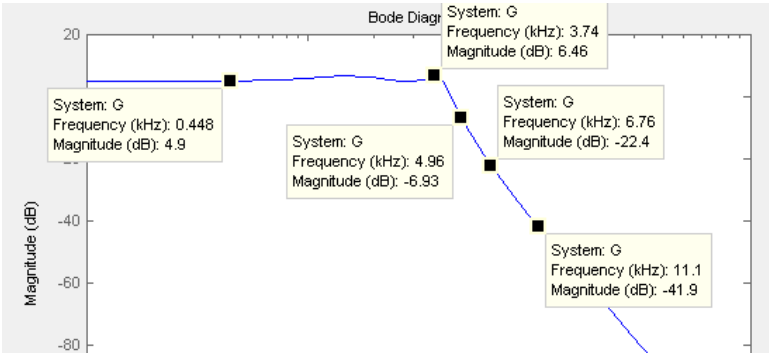 Bode Diagr
System: G
Frequency (kHz): 3.74
Magnitude (dB): 6.46
20
System: G
Frequency (kHz): 0.448
Magnitude (dB): 4.9
System: G
Frequency (kHz): 6.76
Magnitude (dB): -22.4
System: G
Frequency (kHz): 4.96
Magnitude (dB): -6.93
-40
System: G
Frequency (kHz): 11.1
Magnitude (dB): -41.9
-60
-80
Magnitude (dB)